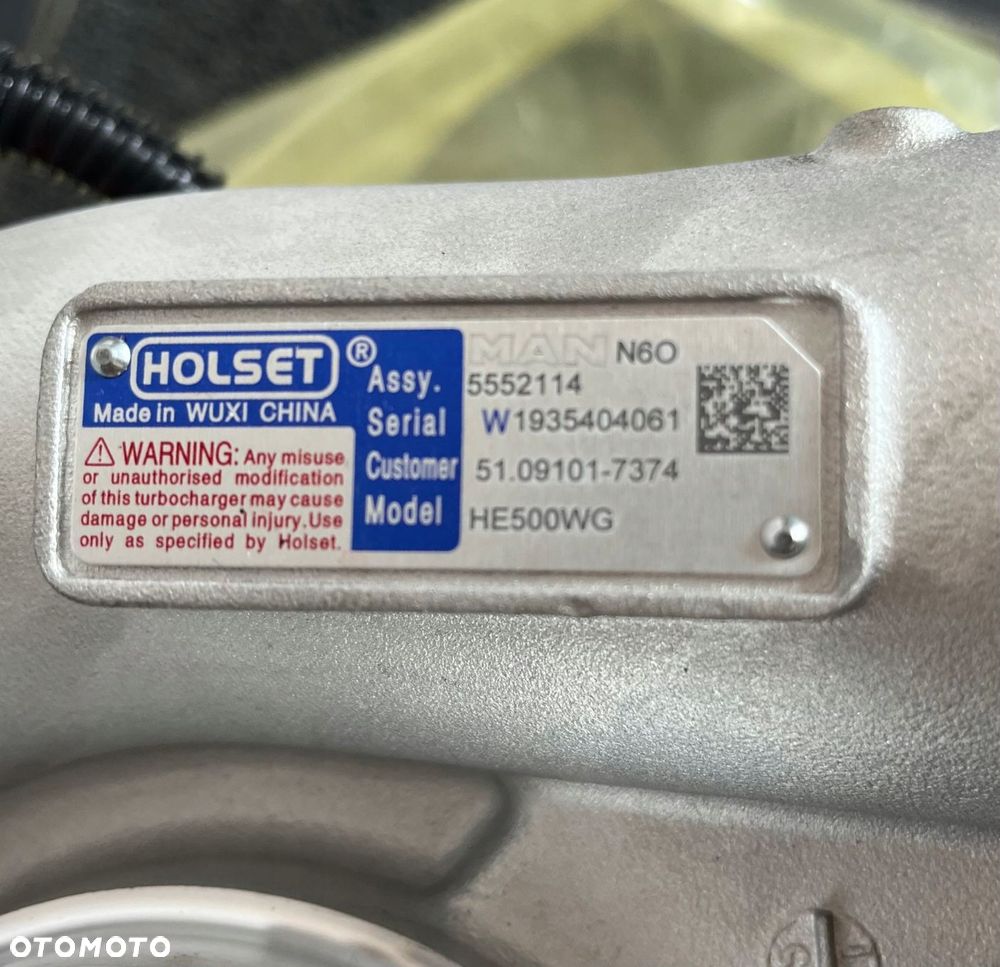 HOLSET ®
Made in WUXI CHINA
⚠ WARNING: Any misuse
or unauthorised modification
of this turbocharger may cause
damage or personal injury. Use
only as specified by Holset.
MAN N6O
Assy. 5552114
Serial W1935404061
Customer 51.09101-7374
Model HE500WG
OTOMOTO